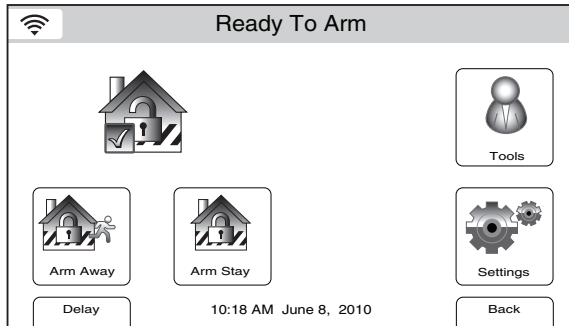 Ready To Arm
Tools
Arm Away
Arm Stay
Settings
Delay
10:18 AM June 8, 2010
Back